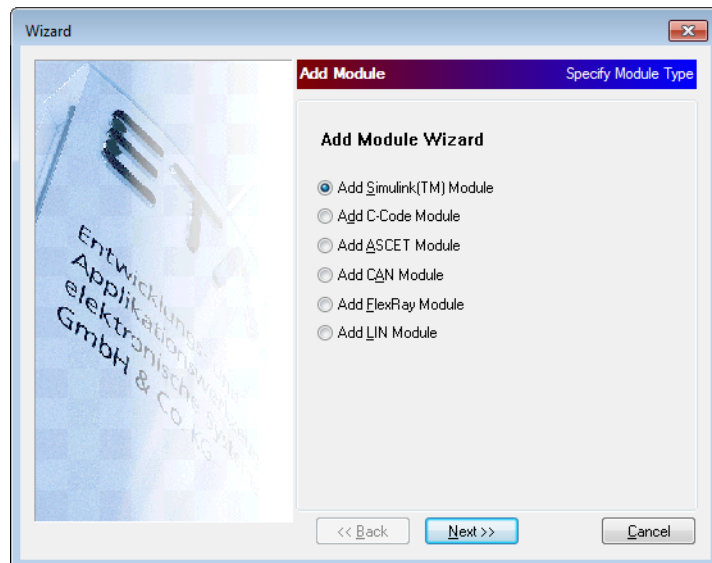 Wizard
Add Module Specify Module Type
Add Module Wizard
Add Simulink(TM) Module
Add C-Code Module
Add ASCET Module
Add CAN Module
Add FlexRay Module
Add LIN Module
ET
Entwicklungs- und
Applikationswerkzeuge
elektronische Systeme
GmbH & Co KG
<< Back Next >> Cancel